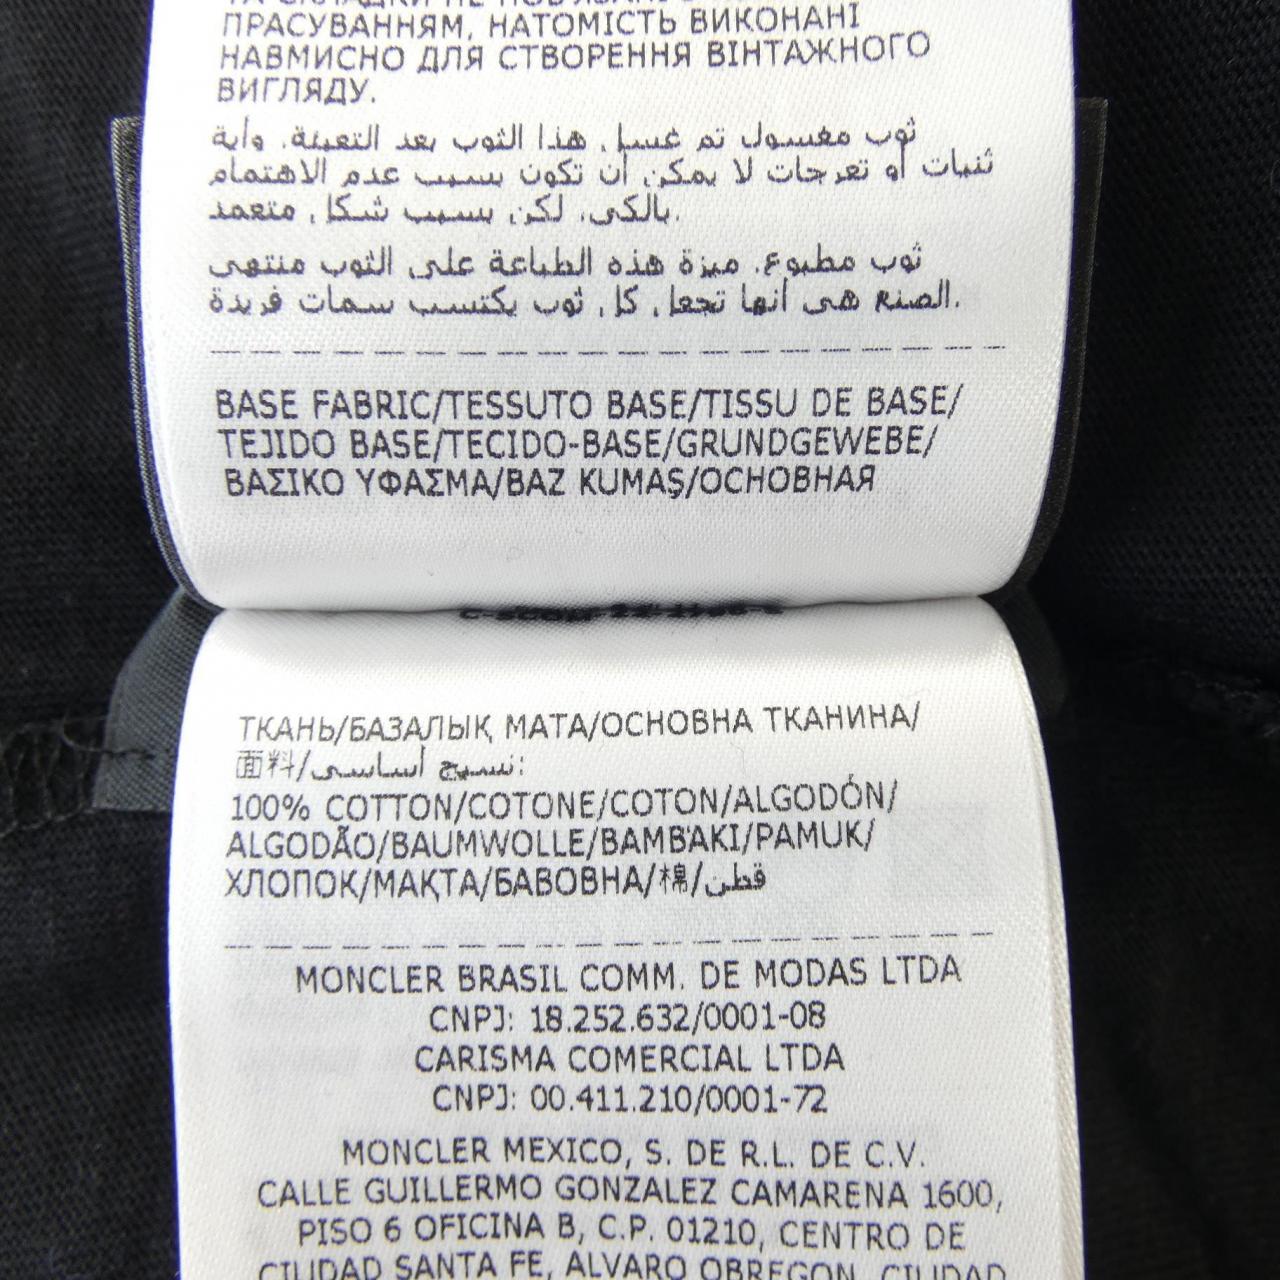 ПРАСУВАННЯМ, НАТОМІСТЬ ВИКОНАНІ
НАВМИСНО ДЛЯ СТВОРЕННЯ ВІНТАЖНОГО
ВИГЛЯДУ.
ثوب مغسول تم غسل هذا الثوب بعد التعبئة. وأية
ثنيات أو تعرجات لا يمكن أن تكون بسبب عدم الاهتمام
بالكي، لكن بسبب شكل متعمد.
ثوب مطبوع. ميزة هذه الطباعة على الثوب منتهى
الصنع هى أنها تجعل كل ثوب يكتسب سمات فريدة.
BASE FABRIC/TESSUTO BASE/TISSU DE BASE/
TEJIDO BASE/TECIDO-BASE/GRUNDGEWEBE/
ΒΑΣΙΚΟ ΥΦΑΣΜΑ/BAZ KUMAŞ/ОСНОВНАЯ
ТКАНЬ/БАЗАЛЫҚ МАТА/ОСНОВНА ТКАНИНА/
面料/نسيج أساسى:
100% COTTON/COTONE/COTON/ALGODÓN/
ALGODÃO/BAUMWOLLE/ΒΑΜΒΆΚΙ/PAMUK/
ХЛОПОК/МАҚТА/БАВОВНА/棉/قطن
MONCLER BRASIL COMM. DE MODAS LTDA
CNPJ: 18.252.632/0001-08
CARISMA COMERCIAL LTDA
CNPJ: 00.411.210/0001-72
MONCLER MEXICO, S. DE R.L. DE C.V.
CALLE GUILLERMO GONZALEZ CAMARENA 1600,
PISO 6 OFICINA B, C.P. 01210, CENTRO DE
CIUDAD SANTA FE, ALVARO OBREGON, CIUDAD